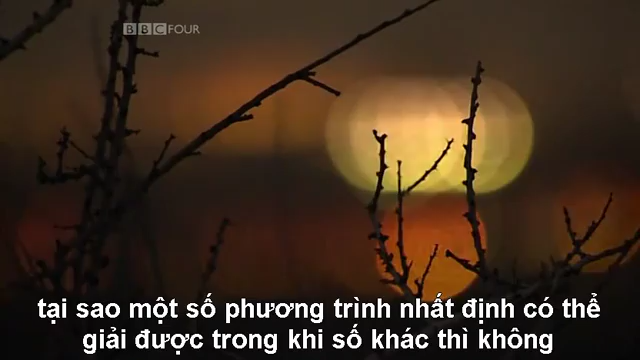 BBC FOUR
tại sao một số phương trình nhất định có thể
giải được trong khi số khác thì không